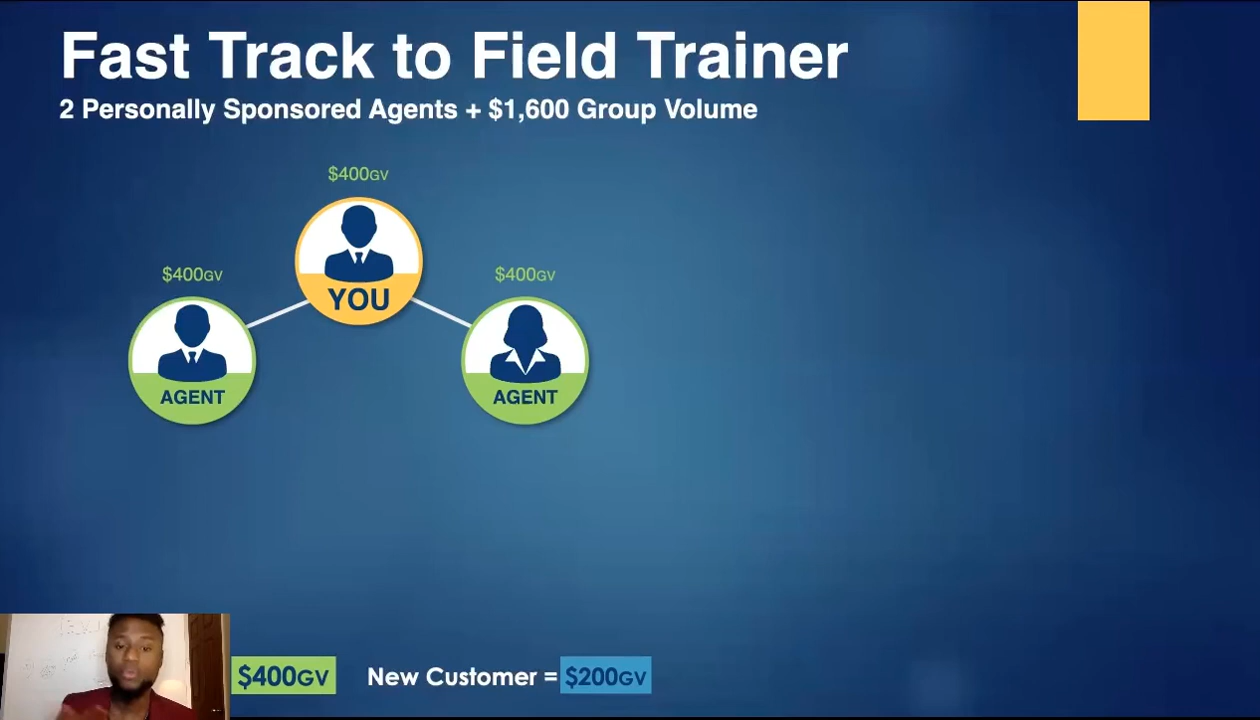 Fast Track to Field Trainer
2 Personally Sponsored Agents + $1,600 Group Volume
$400GV
$400GV
$400GV
YOU
AGENT
AGENT
$400GV
New Customer = $200GV